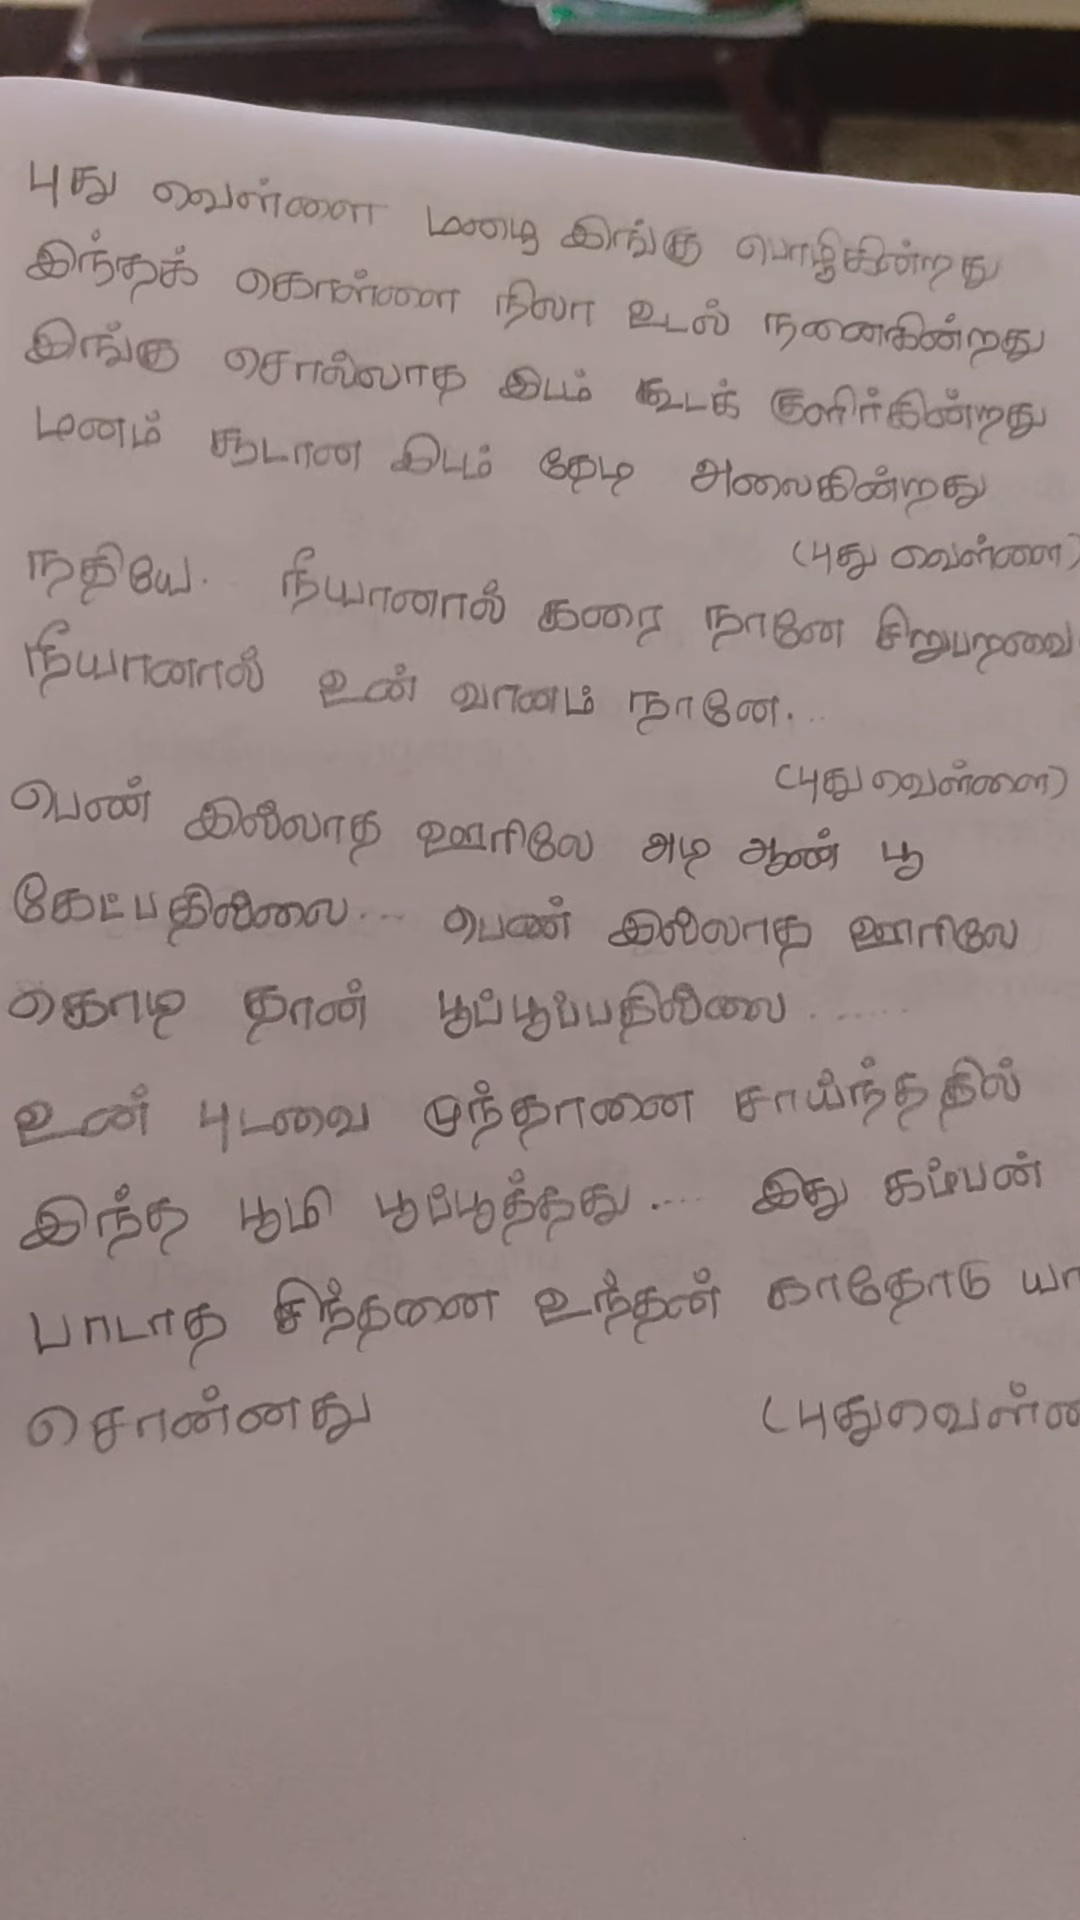 புது வெள்ளை மழை இங்கு பொழிகின்றது
இந்தக் கொள்ளை நிலா உடல் நனைகின்றது
இங்கு சொல்லாத இடம் கூடக் குளிர்கின்றது
மனம் சூடான இடம் தேடி அலைகின்றது
(புது வெள்ளை)
நதியே. நீயானால் கரை நானே சிறுபறவை
நீயானால் உன் வானம் நானே...
(புது வெள்ளை)
பெண் இல்லாத ஊரிலே அடி ஆண் பூ
கேட்பதில்லை... பெண் இல்லாத ஊரிலே
கொடி தான் பூப்பூப்பதில்லை......
உன் புடவை முந்தானை சாய்ந்ததில்
இந்த பூமி பூப்பூத்தது.... இது கம்பன்
பாடாத சிந்தனை உந்தன் காதோடு யா
சொன்னது (புதுவெள்ள